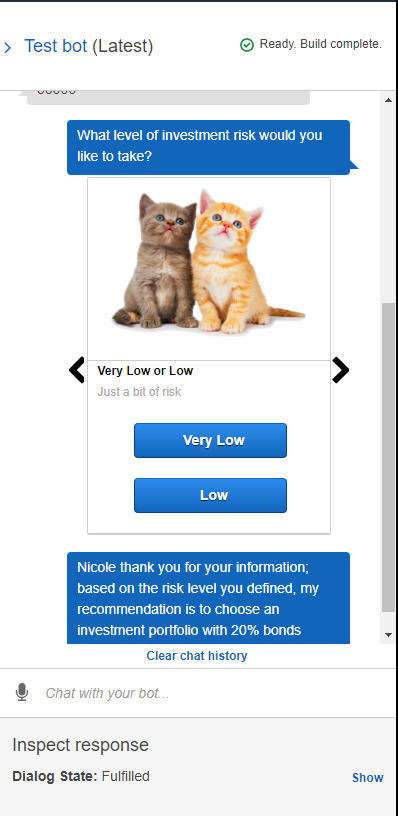 Test bot (Latest)
Ready. Build complete.
What level of investment risk would you
like to take?
Very Low or Low
Just a bit of risk
Very Low
Low
Nicole thank you for your information;
based on the risk level you defined, my
recommendation is to choose an
investment portfolio with 20% bonds
Clear chat history
Chat with your bot...
Inspect response
Dialog State: Fulfilled
Show